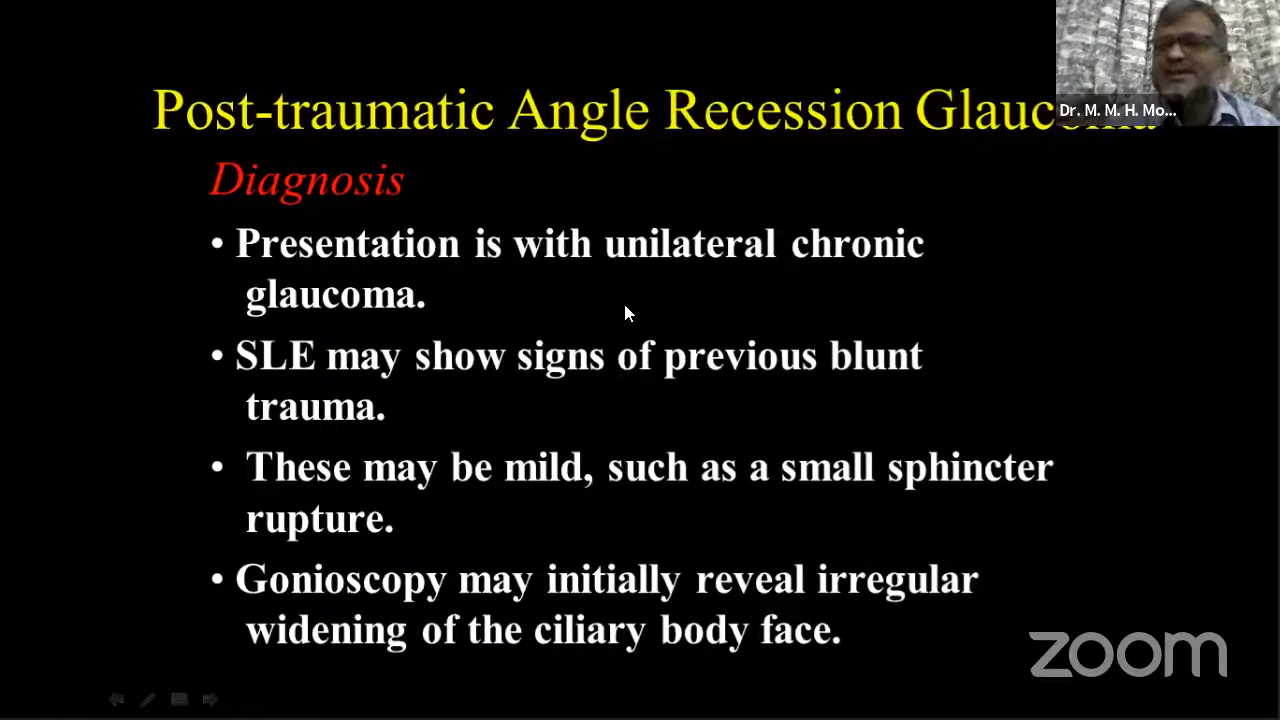 Post-traumatic Angle Recession Glaucoma
Dr. M. M. H. Mo...
Diagnosis
• Presentation is with unilateral chronic
glaucoma.
• SLE may show signs of previous blunt
trauma.
• These may be mild, such as a small sphincter
rupture.
• Gonioscopy may initially reveal irregular
widening of the ciliary body face.
zoom